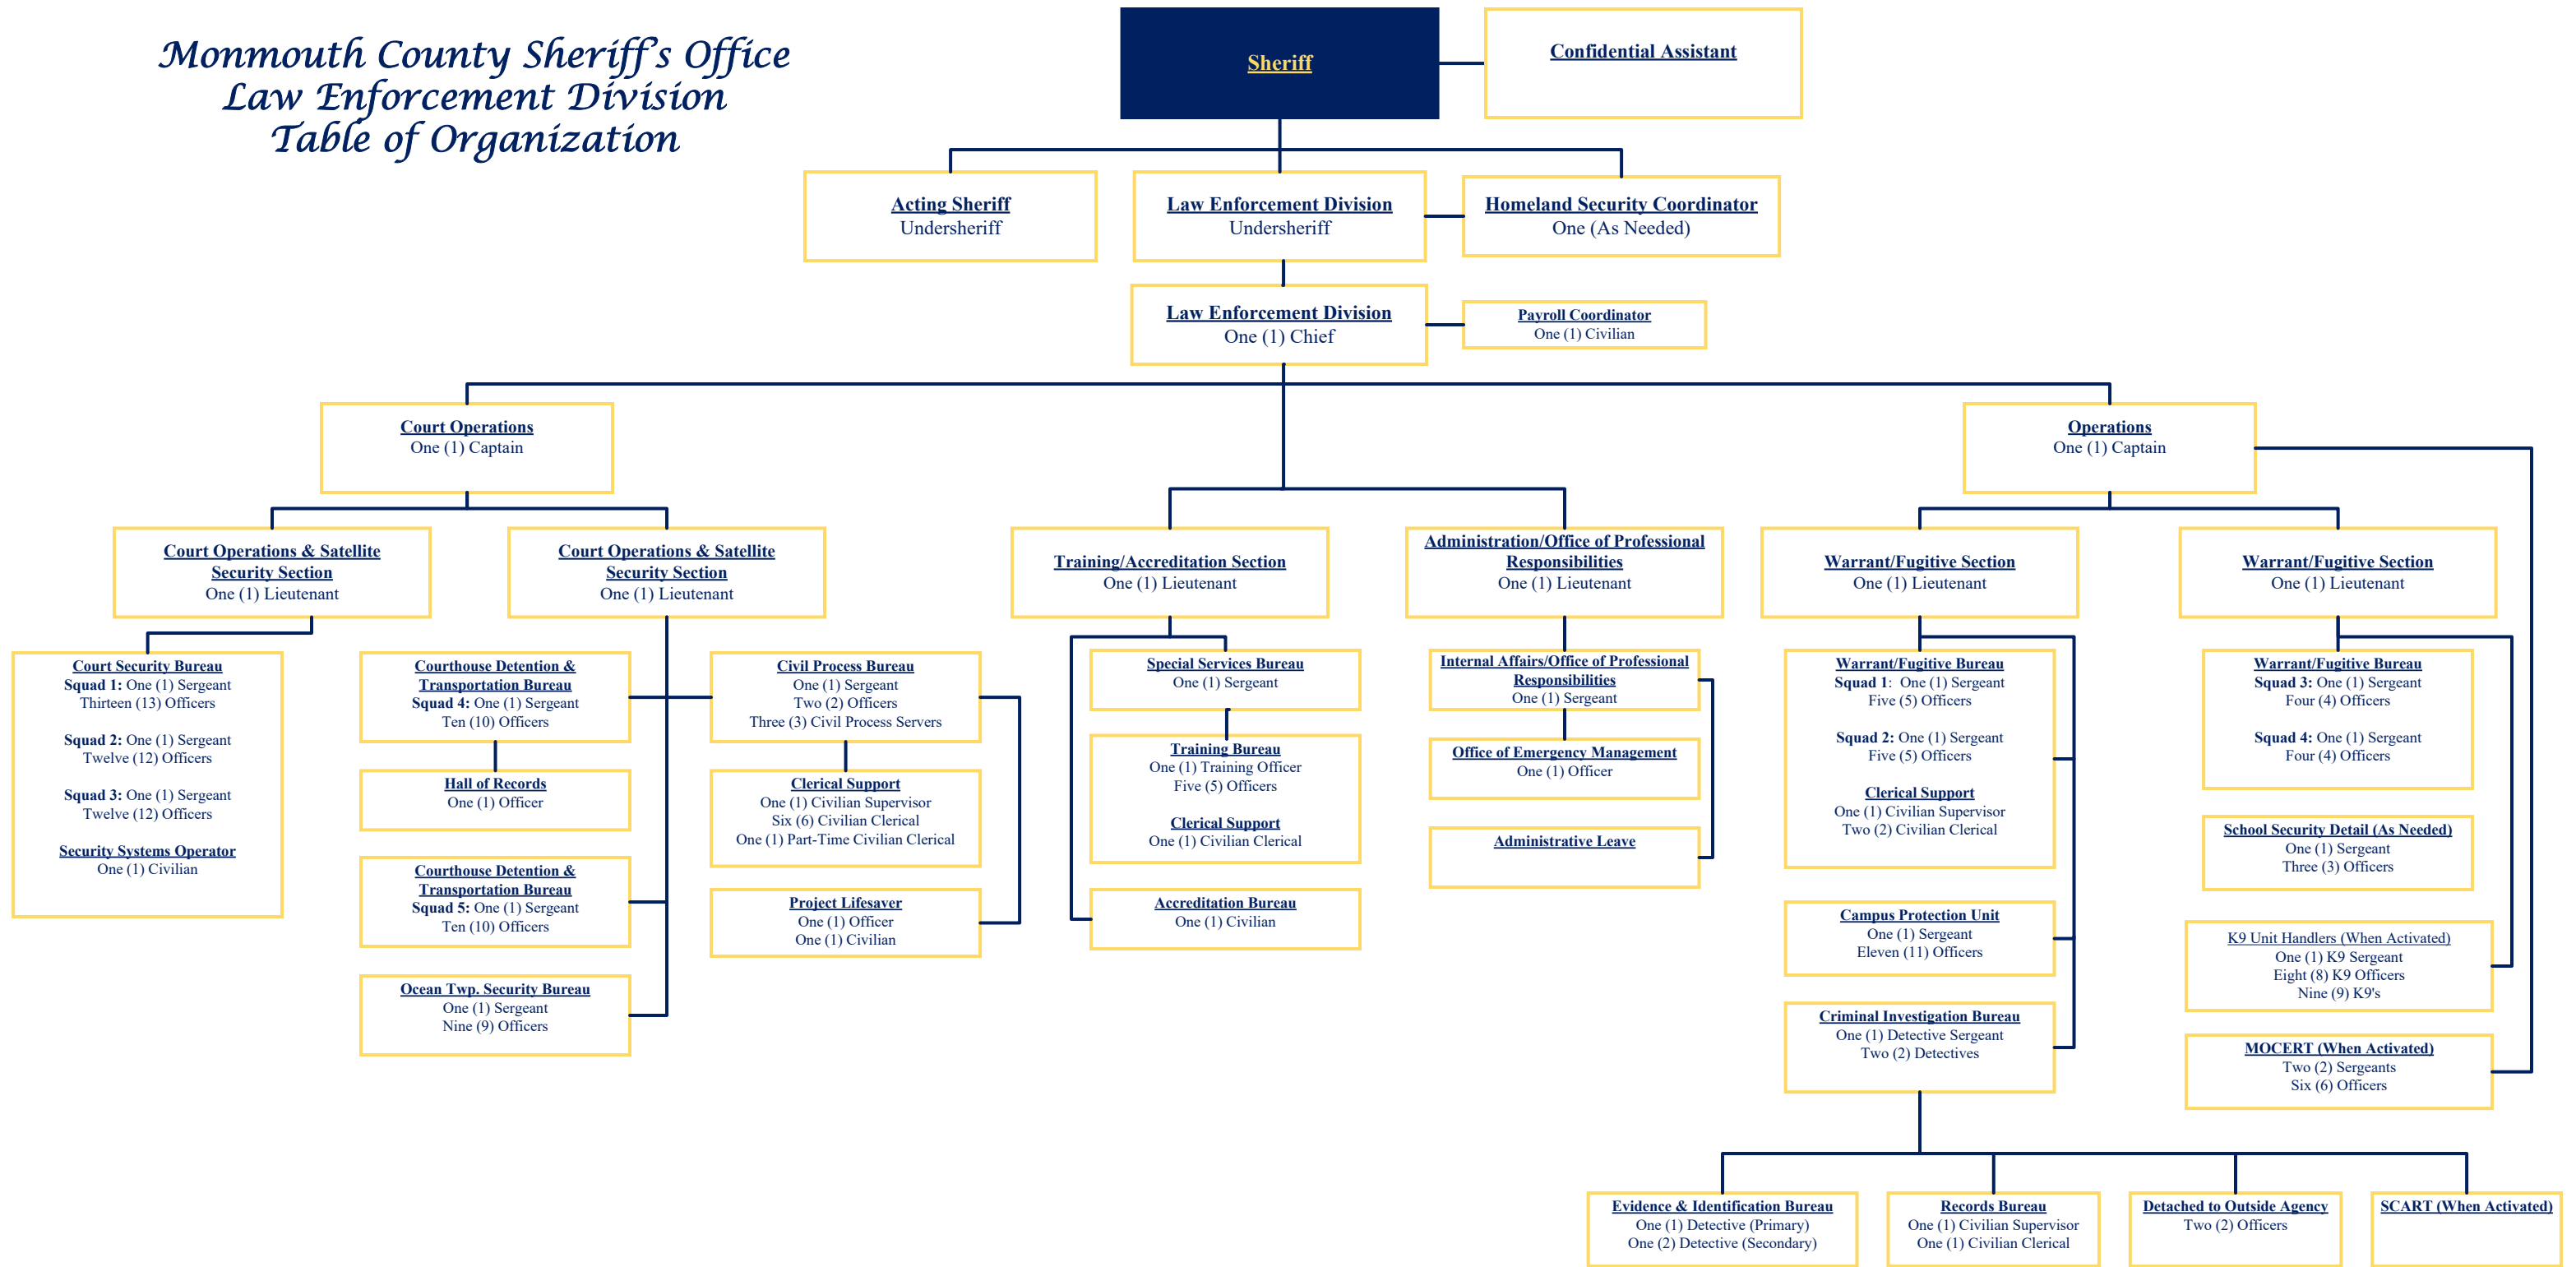 Monmouth County Sheriff's Office
Law Enforcement Division
Table of Organization
Sheriff
Confidential Assistant
Acting Sheriff
Undersheriff
Law Enforcement Division
Undersheriff
Homeland Security Coordinator
One (As Needed)
Law Enforcement Division
One (1) Chief
Payroll Coordinator
One (1) Civilian
Court Operations
One (1) Captain
Operations
One (1) Captain
Court Operations & Satellite
Security Section
One (1) Lieutenant
Court Operations & Satellite
Security Section
One (1) Lieutenant
Training/Accreditation Section
One (1) Lieutenant
Administration/Office of Professional
Responsibilities
One (1) Lieutenant
Warrant/Fugitive Section
One (1) Lieutenant
Warrant/Fugitive Section
One (1) Lieutenant
Court Security Bureau
Squad 1: One (1) Sergeant
Thirteen (13) Officers
Squad 2: One (1) Sergeant
Twelve (12) Officers
Squad 3: One (1) Sergeant
Twelve (12) Officers
Security Systems Operator
One (1) Civilian
Courthouse Detention &
Transportation Bureau
Squad 4: One (1) Sergeant
Ten (10) Officers
Hall of Records
One (1) Officer
Courthouse Detention &
Transportation Bureau
Squad 5: One (1) Sergeant
Ten (10) Officers
Ocean Twp. Security Bureau
One (1) Sergeant
Nine (9) Officers
Civil Process Bureau
One (1) Sergeant
Two (2) Officers
Three (3) Civil Process Servers
Clerical Support
One (1) Civilian Supervisor
Six (6) Civilian Clerical
One (1) Part-Time Civilian Clerical
Project Lifesaver
One (1) Officer
One (1) Civilian
Special Services Bureau
One (1) Sergeant
Training Bureau
One (1) Training Officer
Five (5) Officers
Clerical Support
One (1) Civilian Clerical
Accreditation Bureau
One (1) Civilian
Internal Affairs/Office of Professional
Responsibilities
One (1) Sergeant
Office of Emergency Management
One (1) Officer
Administrative Leave
Warrant/Fugitive Bureau
Squad 1: One (1) Sergeant
Five (5) Officers
Squad 2: One (1) Sergeant
Five (5) Officers
Clerical Support
One (1) Civilian Supervisor
Two (2) Civilian Clerical
Campus Protection Unit
One (1) Sergeant
Eleven (11) Officers
Criminal Investigation Bureau
One (1) Detective Sergeant
Two (2) Detectives
Warrant/Fugitive Bureau
Squad 3: One (1) Sergeant
Four (4) Officers
Squad 4: One (1) Sergeant
Four (4) Officers
School Security Detail (As Needed)
One (1) Sergeant
Three (3) Officers
K9 Unit Handlers (When Activated)
One (1) K9 Sergeant
Eight (8) K9 Officers
Nine (9) K9's
MOCERT (When Activated)
Two (2) Sergeants
Six (6) Officers
Evidence & Identification Bureau
One (1) Detective (Primary)
One (2) Detective (Secondary)
Records Bureau
One (1) Civilian Supervisor
One (1) Civilian Clerical
Detached to Outside Agency
Two (2) Officers
SCART (When Activated)